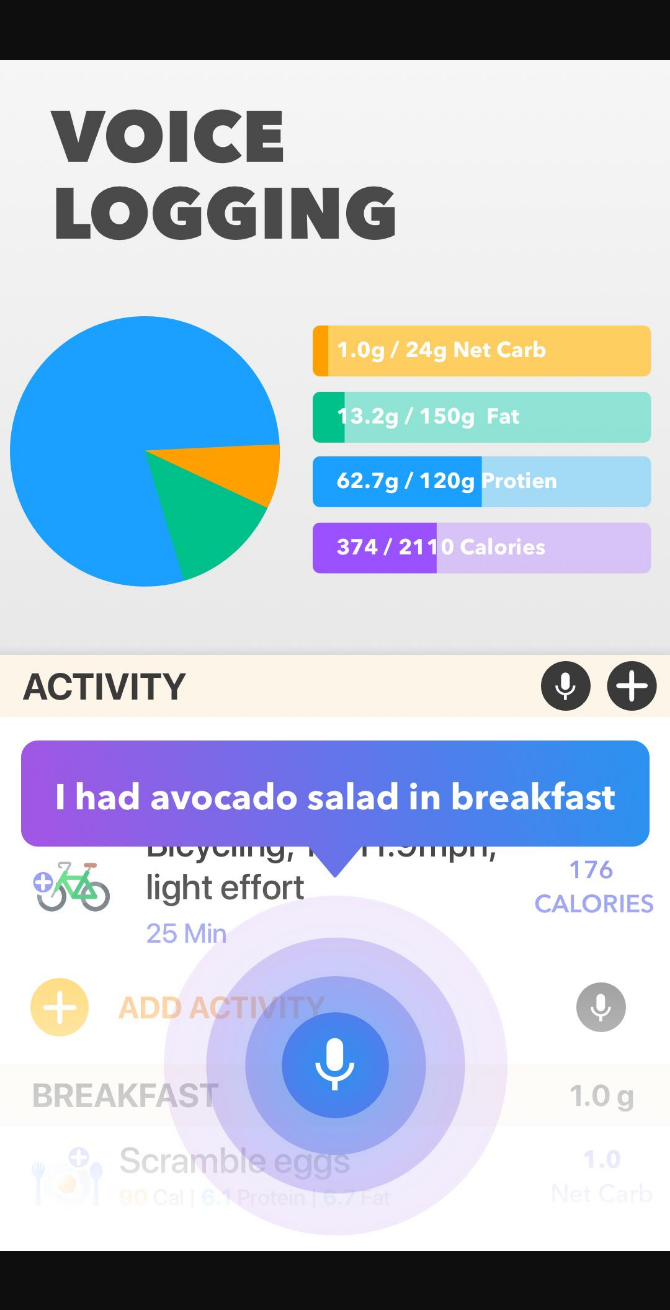 VOICE
LOGGING
1.0g / 24g Net Carb
13.2g / 150g Fat
62.7g / 120g Protien
374 / 2110 Calories
ACTIVITY
I had avocado salad in breakfast
Bicycling, 11.9mph,
light effort
176
CALORIES
25 Min
ADD ACTIVITY
BREAKFAST
1.0 g
Scramble eggs
1.0
90 Cal | 6.1 Protein | 6.7 Fat
Net Carb